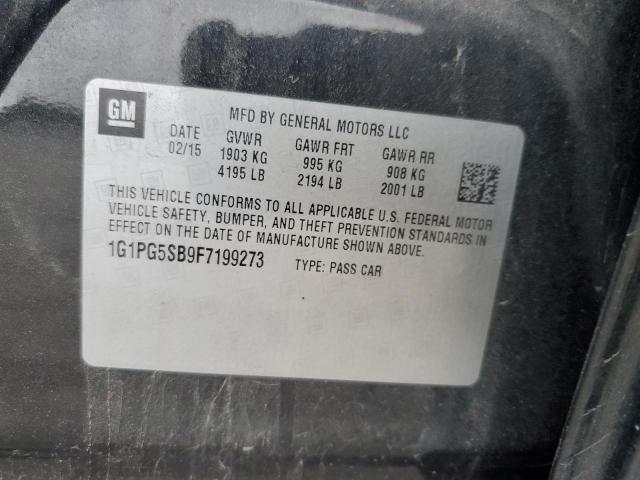 GM
MFD BY GENERAL MOTORS LLC
DATE GVWR GAWR FRT GAWR RR
02/15 1903 KG 995 KG 908 KG
4195 LB 2194 LB 2001 LB
THIS VEHICLE CONFORMS TO ALL APPLICABLE U.S. FEDERAL MOTOR
VEHICLE SAFETY, BUMPER, AND THEFT PREVENTION STANDARDS IN
EFFECT ON THE DATE OF MANUFACTURE SHOWN ABOVE.
1G1PG5SB9F7199273 TYPE: PASS CAR